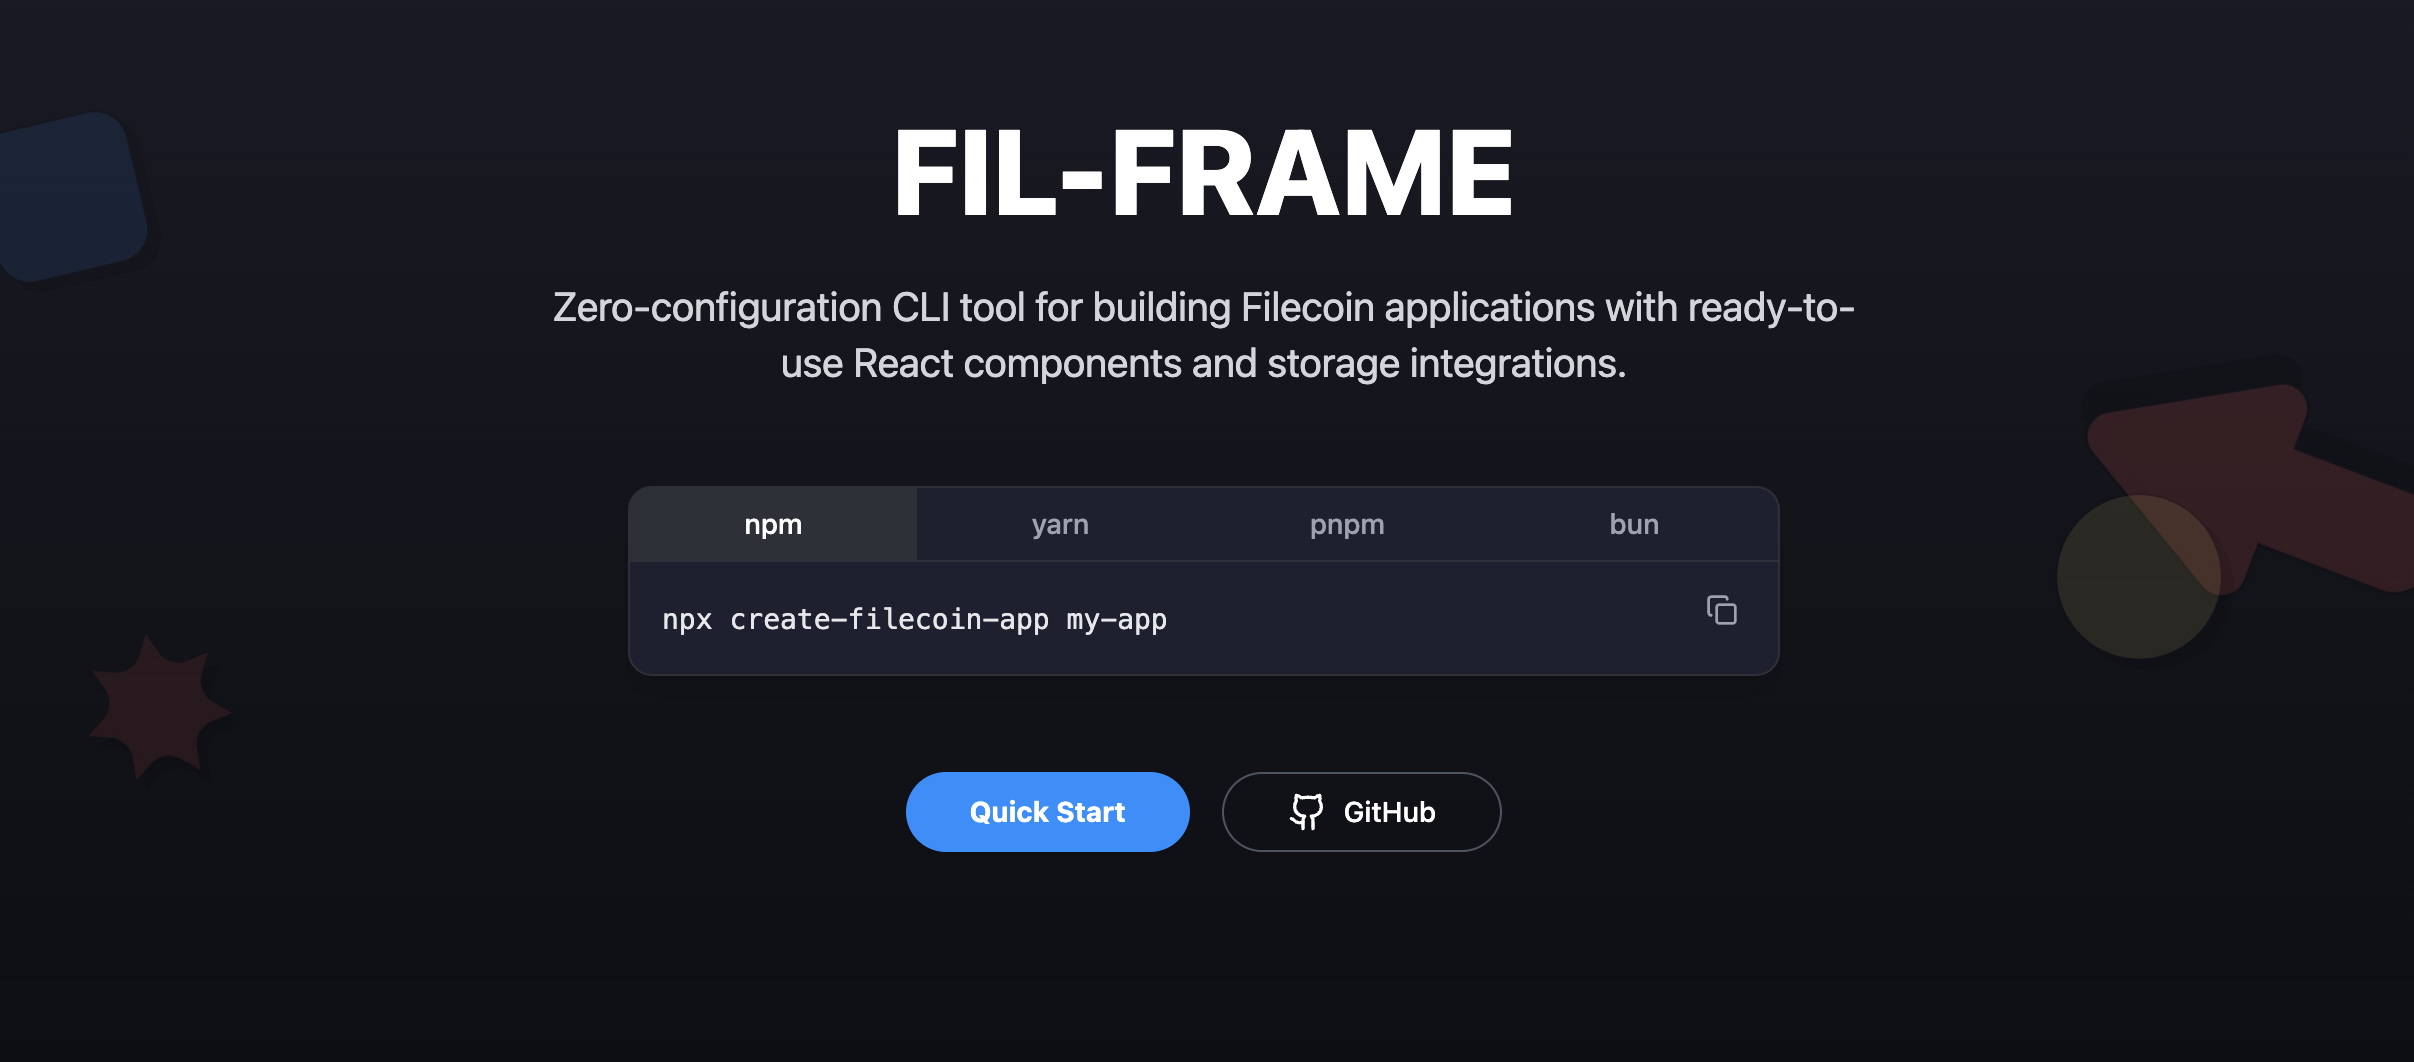 FIL-FRAME
Zero-configuration CLI tool for building Filecoin applications with ready-to-
use React components and storage integrations.
npm yarn pnpm bun
npx create-filecoin-app my-app
Quick Start GitHub